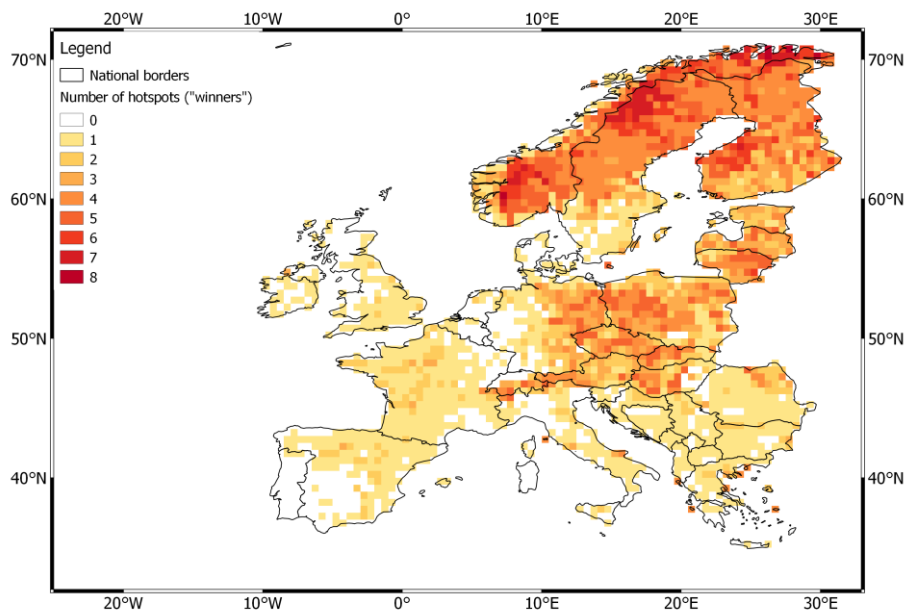 20°W 10°W 0° 10°E 20°E 30°E
Legend
National borders
Number of hotspots ("winners")
0
1
2
3
4
5
6
7
8
70°N 70°N
60°N 60°N
50°N 50°N
40°N 40°N
20°W 10°W 0° 10°E 20°E 30°E